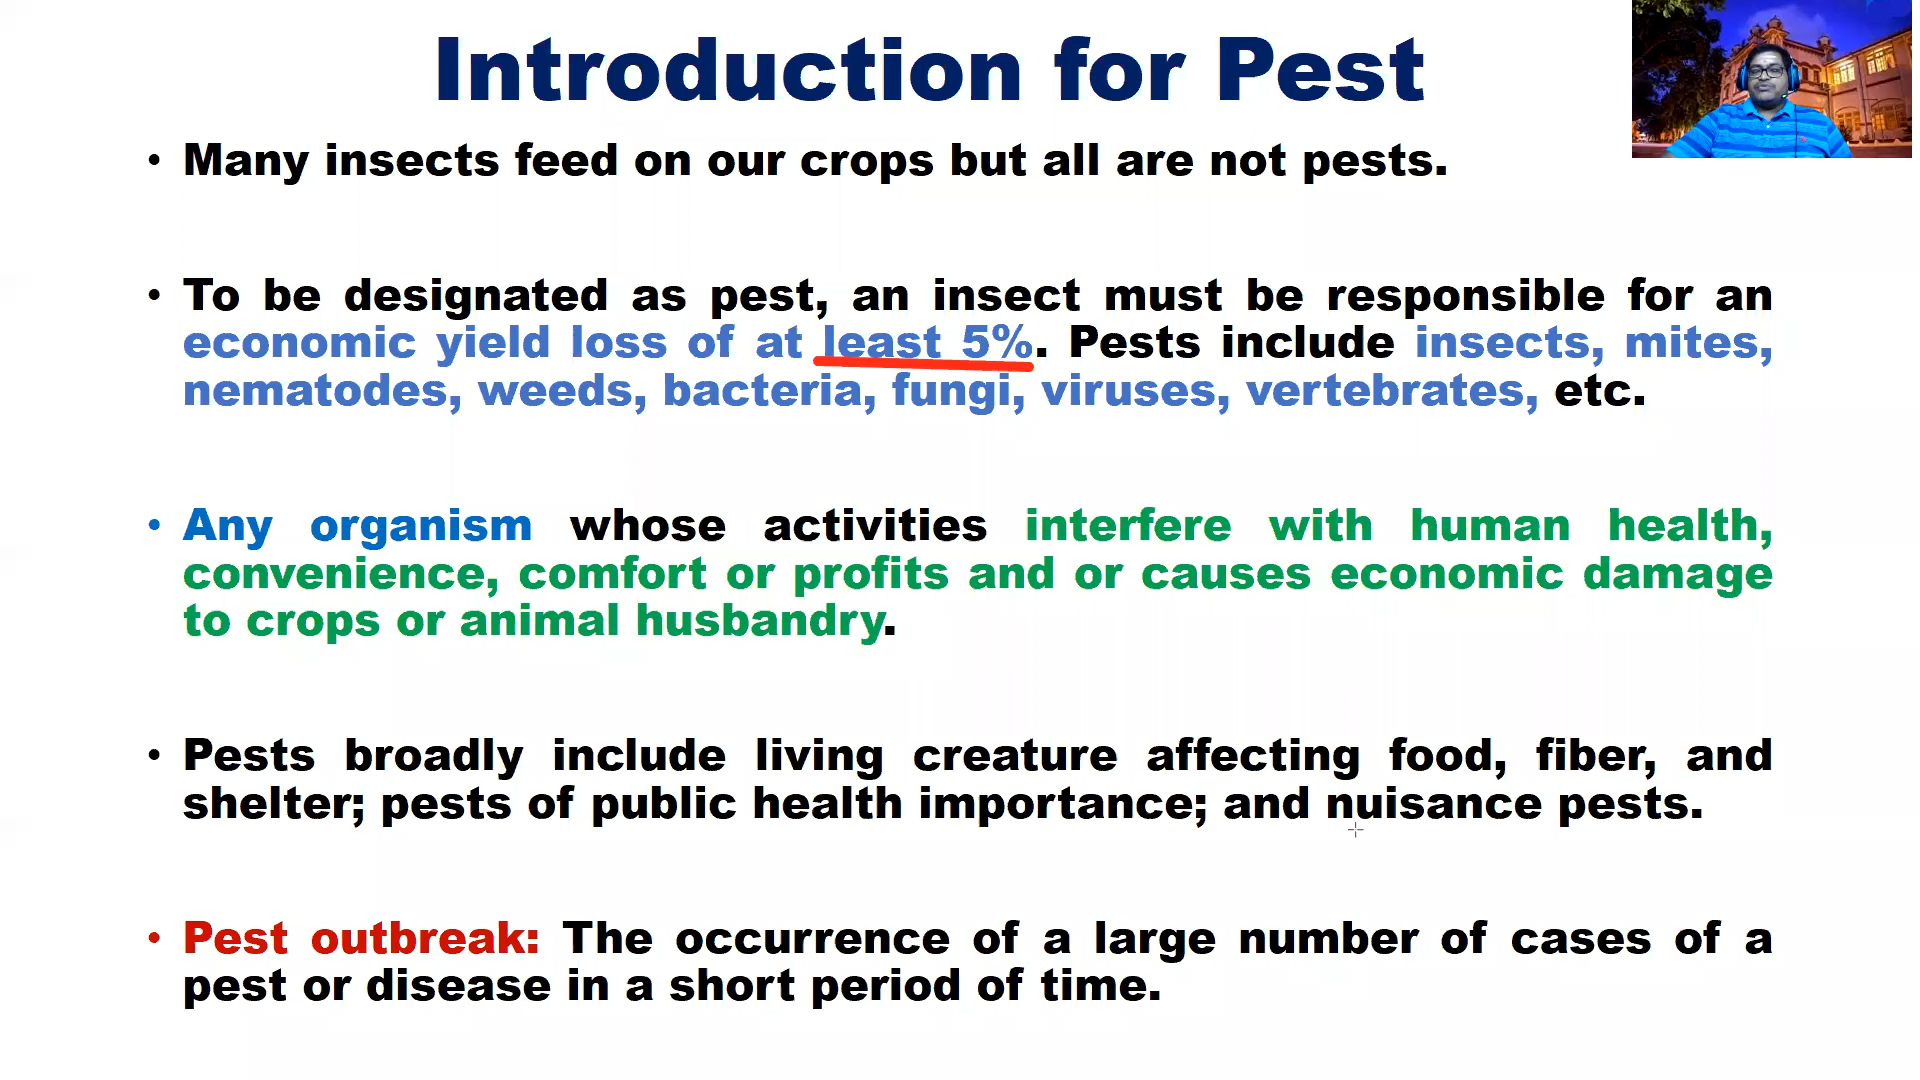 Introduction for Pest
• Many insects feed on our crops but all are not pests.
• To be designated as pest, an insect must be responsible for an
economic yield loss of at least 5%. Pests include insects, mites,
nematodes, weeds, bacteria, fungi, viruses, vertebrates, etc.
• Any organism whose activities interfere with human health,
convenience, comfort or profits and or causes economic damage
to crops or animal husbandry.
• Pests broadly include living creature affecting food, fiber, and
shelter; pests of public health importance; and nuisance pests.
• Pest outbreak: The occurrence of a large number of cases of a
pest or disease in a short period of time.